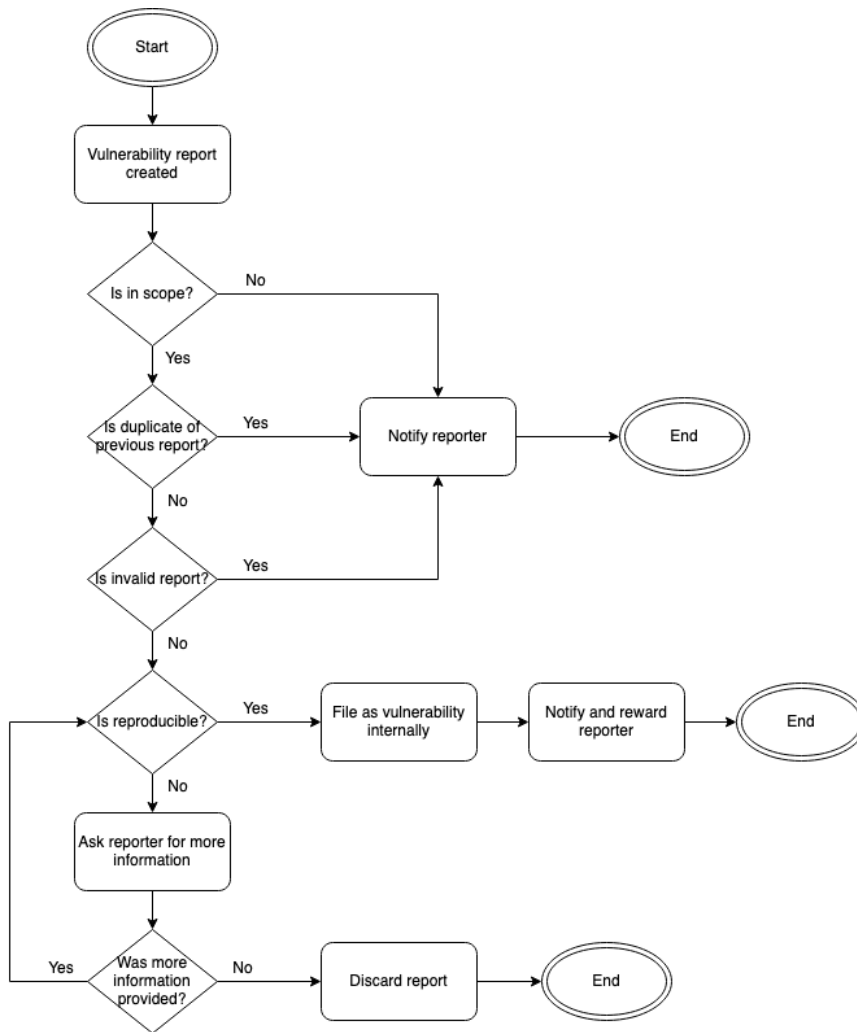 Start
Vulnerability report
created
Is in scope?
No
Yes
Is duplicate of
previous report?
Yes
Notify reporter
End
No
Is invalid report?
Yes
No
Is reproducible?
Yes
File as vulnerability
internally
Notify and reward
reporter
End
No
Ask reporter for more
information
Yes
Was more
information
provided?
No
Discard report
End